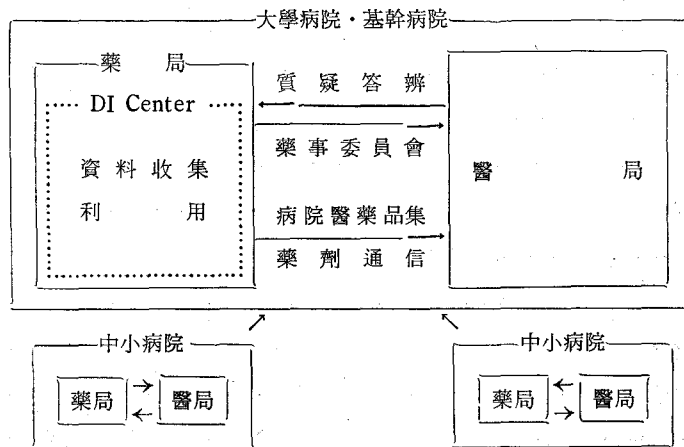 大學病院・基幹病院
藥 局
DI Center
資料收集
利 用
質疑答辨
藥事委員會
病院醫藥品集
藥劑通信
醫 局
中小病院
藥局
醫局
中小病院
藥局
醫局